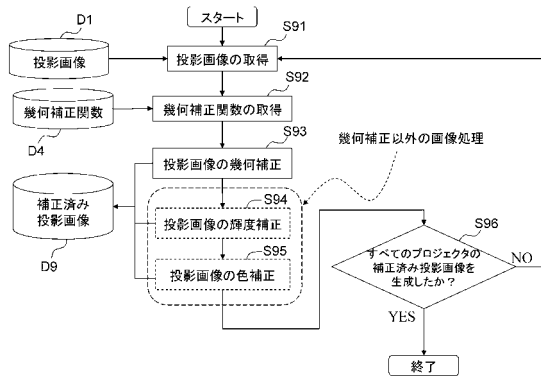 スタート
D1
投影画像
S91
投影画像の取得
S92
幾何補正関数
D4
幾何補正関数の取得
S93
投影画像の幾何補正
幾何補正以外の画像処理
補正済み
投影画像
D9
S94
投影画像の輝度補正
S95
投影画像の色補正
S96
すべてのプロジェクタの
補正済み投影画像を
生成したか？
NO
YES
終了